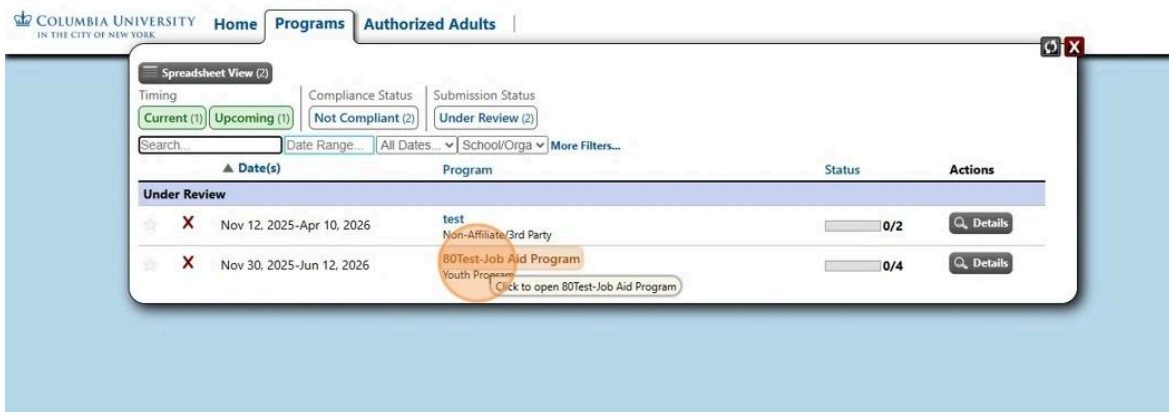 COLUMBIA UNIVERSITY
IN THE CITY OF NEW YORK
Home Programs Authorized Adults
X
Spreadsheet View (2)
Timing Compliance Status Submission Status
Current (1) Upcoming (1) Not Compliant (2) Under Review (2)
Search... Date Range... All Dates... School/Orga More Filters...
▲ Date(s) Program Status Actions
Under Review
X Nov 12, 2025-Apr 10, 2026 test 0/2 Details
Non-Affiliate/3rd Party
X Nov 30, 2025-Jun 12, 2026 80Test-Job Aid Program 0/4 Details
Youth Program
Click to open 80Test-Job Aid Program